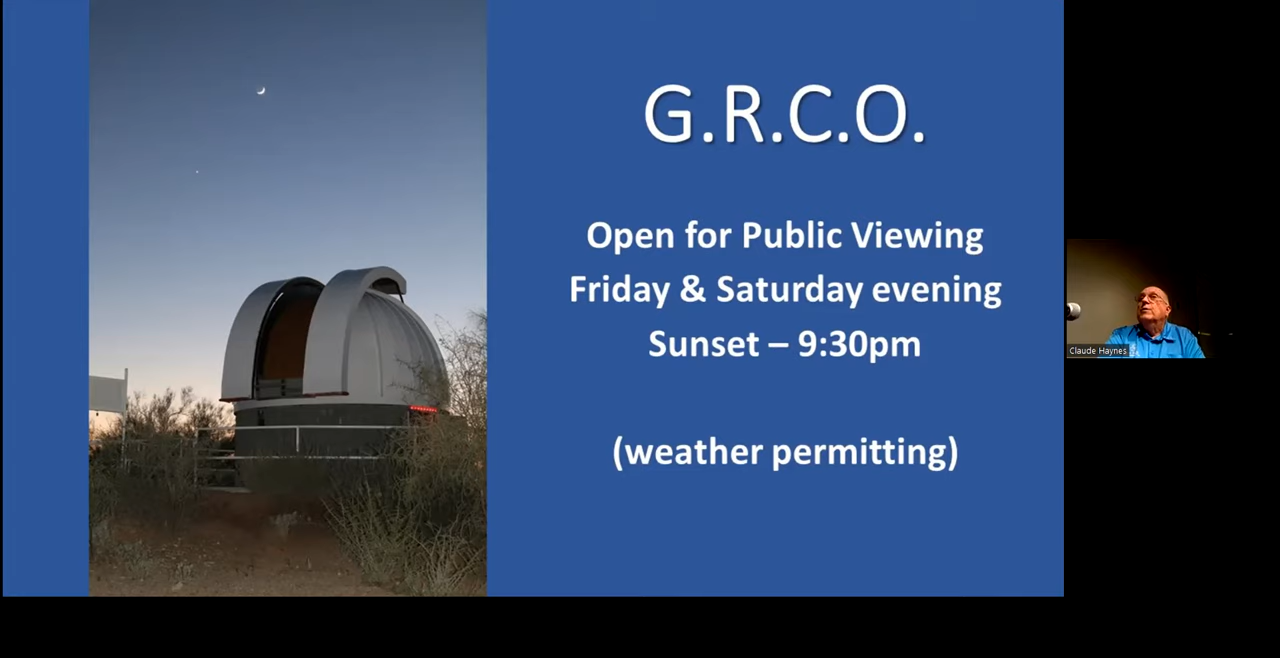 G.R.C.O.
Open for Public Viewing
Friday & Saturday evening
Sunset – 9:30pm
(weather permitting)
Claude Haynes